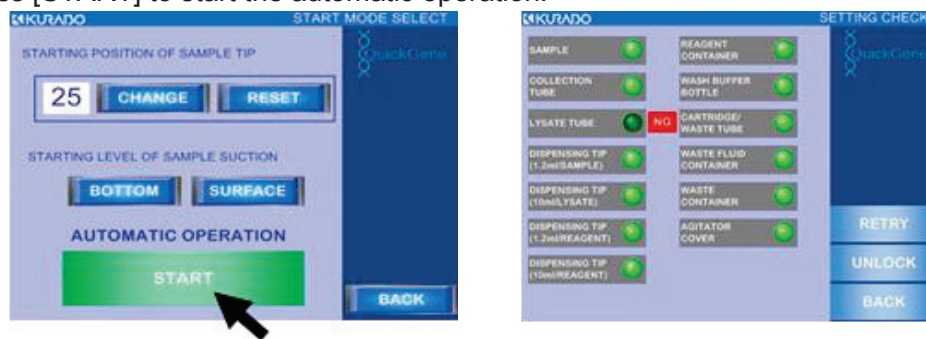 [START] to start the automatic operation.
KURADO
START MODE SELECT
STARTING POSITION OF SAMPLE TIP
25
CHANGE
RESET
STARTING LEVEL OF SAMPLE SUCTION
BOTTOM
SURFACE
AUTOMATIC OPERATION
START
BACK
QuickGene
KURADO
SETTING CHECK
SAMPLE
COLLECTION
TUBE
LYSATE TUBE
NG
DISPENSING TIP
(1.2ml/SAMPLE)
DISPENSING TIP
(10ml/LYSATE)
DISPENSING TIP
(1.2ml/REAGENT)
DISPENSING TIP
(10ml/REAGENT)
REAGENT
CONTAINER
WASH BUFFER
BOTTLE
CARTRIDGE/
WASTE TUBE
WASTE FLUID
CONTAINER
WASTE
CONTAINER
AGITATOR
COVER
QuickGene
RETRY
UNLOCK
BACK